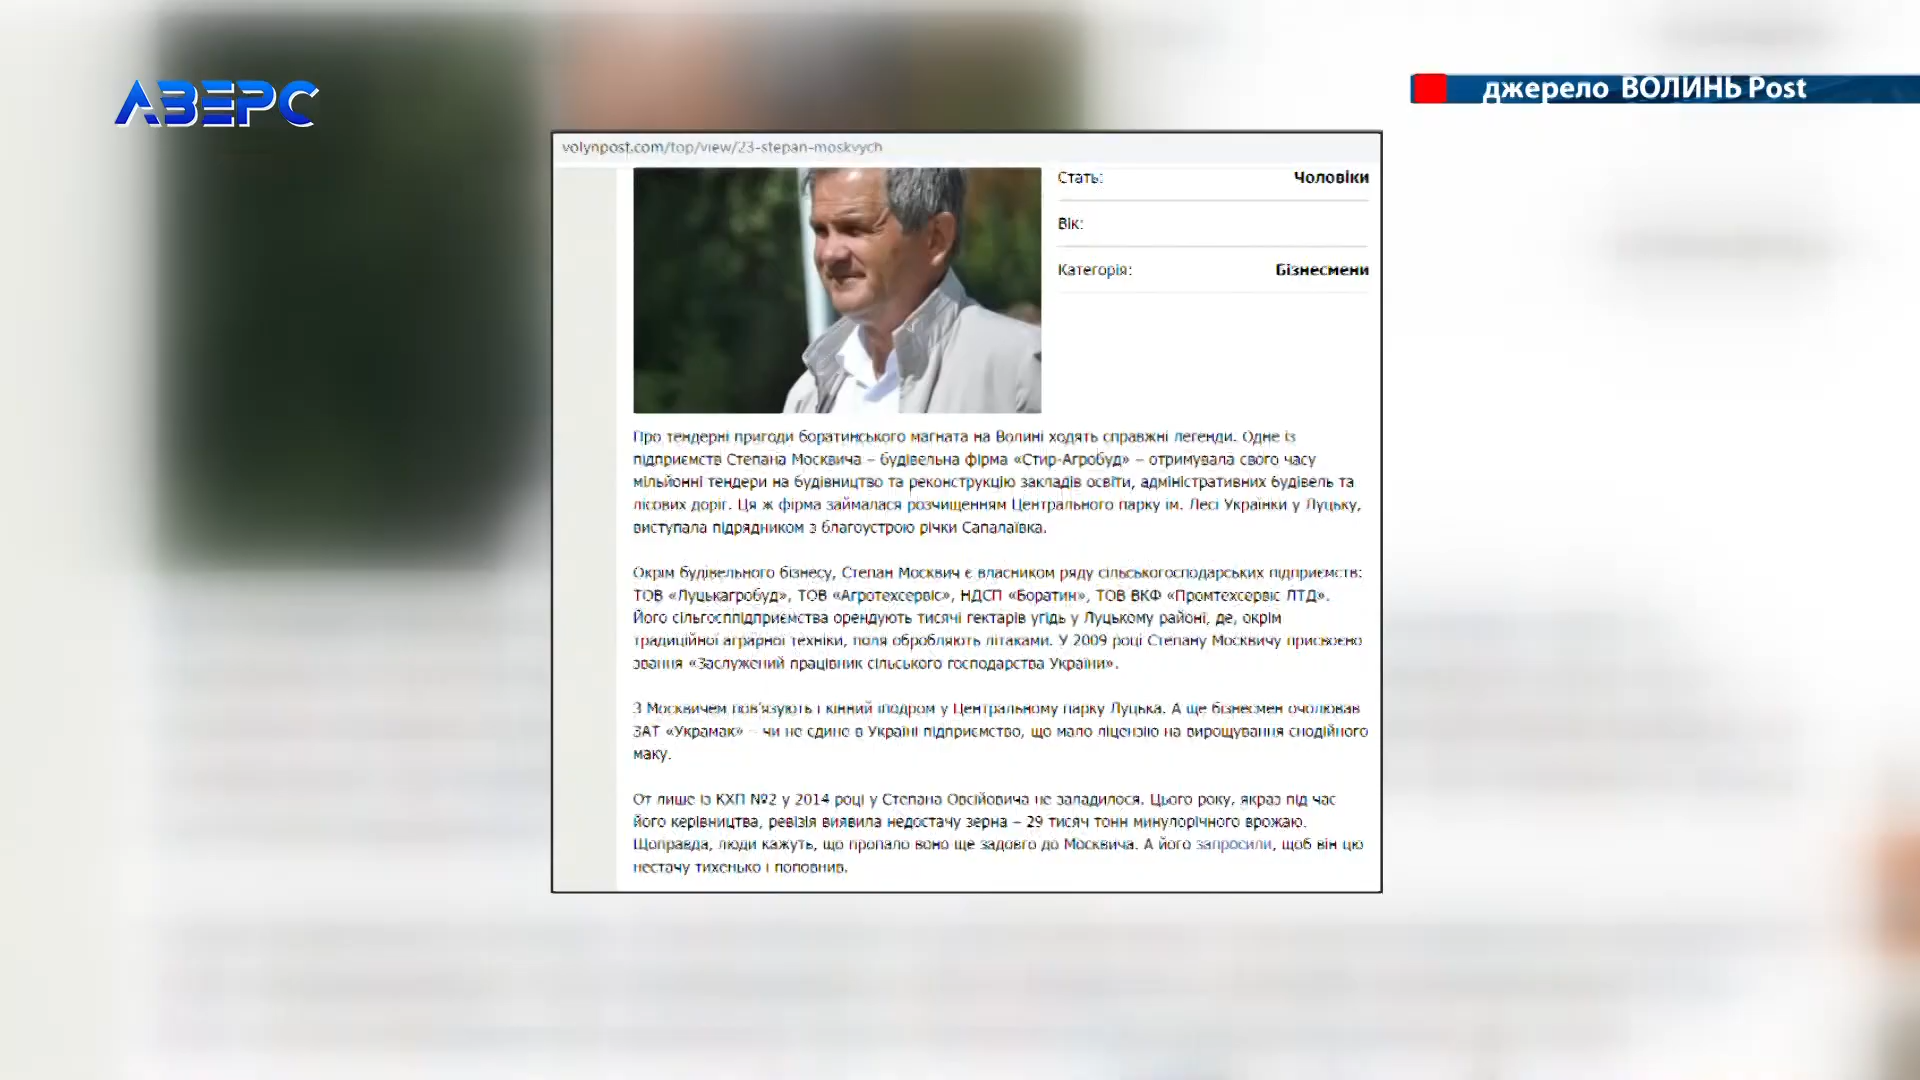 АВЕРС
джерело ВОЛИНЬ Post
volynpost.com/top/view/23-stepan-moskvych
Стать: Чоловіки
Вік:
Категорія: Бізнесмени
Про тендерні пригоди боратинського магната на Волині ходять справжні легенди. Одне із
підприємств Степана Москвича – будівельна фірма «Стир-Агробуд» – отримувала свого часу
мільйонні тендери на будівництво та реконструкцію закладів освіти, адміністративних будівель та
лісових доріг. Ця ж фірма займалася розчищенням Центрального парку ім. Лесі Українки у Луцьку,
виступала підрядником з благоустрою річки Сапалаївка.
Окрім будівельного бізнесу, Степан Москвич є власником ряду сільськогосподарських підприємств:
ТОВ «Луцькагробуд», ТОВ «Агротехсервіс», НДСП «Боратин», ТОВ ВКФ «Промтехсервіс ЛТД».
Його сільгосппідприємства орендують тисячі гектарів угідь у Луцькому районі, де, окрім
традиційної аграрної техніки, поля обробляють літаками. У 2009 році Степану Москвичу присвоєно
звання «Заслужений працівник сільського господарства України».
З Москвичем пов'язують і кінний іподром у Центральному парку Луцька. А ще бізнесмен очолював
ЗАТ «Украмак» – чи не єдине в Україні підприємство, що мало ліцензію на вирощування снодійного
маку.
От лише із КХП №2 у 2014 році у Степана Овсійовича не заладилося. Цього року, якраз під час
його керівництва, ревізія виявила недостачу зерна – 29 тисяч тонн минулорічного врожаю.
Щоправда, люди кажуть, що пропало воно ще задовго до Москвича. А його запросили, щоб він цю
нестачу тихенько і поповнив.